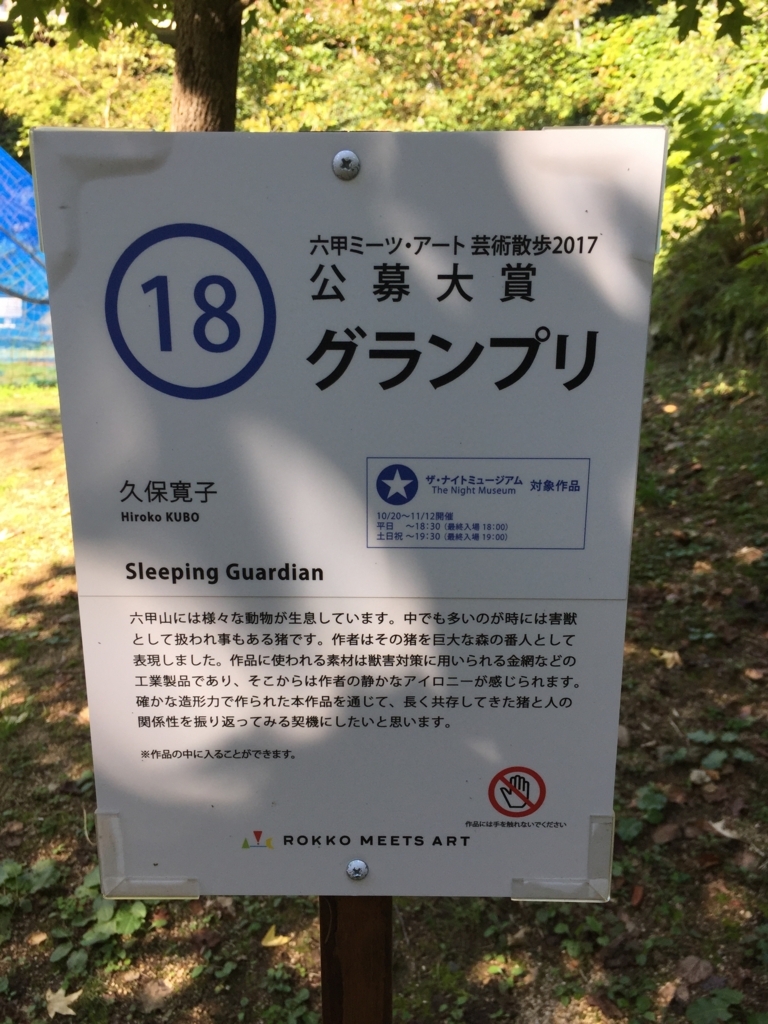 18
六甲ミーツ・アート 芸術散歩2017
公募大賞
グランプリ
久保寛子
Hiroko KUBO
ザ・ナイトミュージアム 対象作品
The Night Museum
10/20〜11/12開催
平日 〜18:30（最終入場 18:00）
土日祝 〜19:30（最終入場 19:00）
Sleeping Guardian
六甲山には様々な動物が生息しています。中でも多いのが時には害獣
として扱われ事もある猪です。作者はその猪を巨大な森の番人として
表現しました。作品に使われる素材は獣害対策に用いられる金網などの
工業製品であり、そこからは作者の静かなアイロニーが感じられます。
確かな造形力で作られた本作品を通じて、長く共存してきた猪と人の
関係性を振り返ってみる契機にしたいと思います。
※作品の中に入ることができます。
作品には手を触れないでください
ROKKO MEETS ART